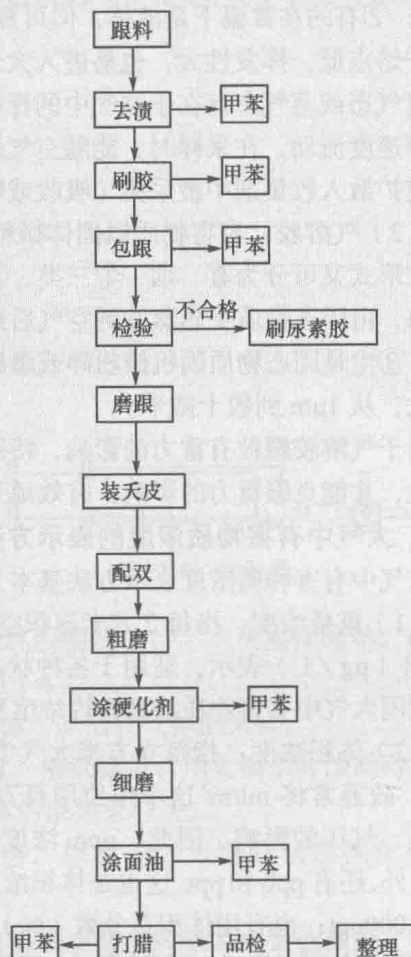 跟料
去渍 甲苯
刷胶 甲苯
包跟 甲苯
不合格
检验 刷尿素胶
磨跟
装天皮
配双
粗磨
涂硬化剂 甲苯
细磨
涂面油 甲苯
甲苯 打腊 品检 整理